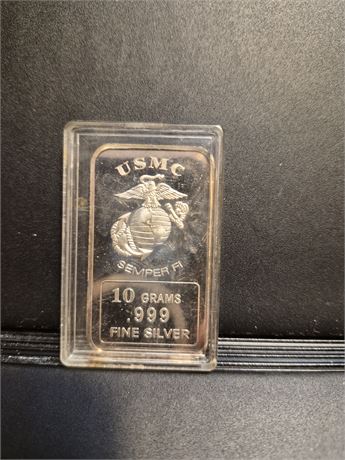 USMC
SEMPER FI
10 GRAMS
.999
FINE SILVER